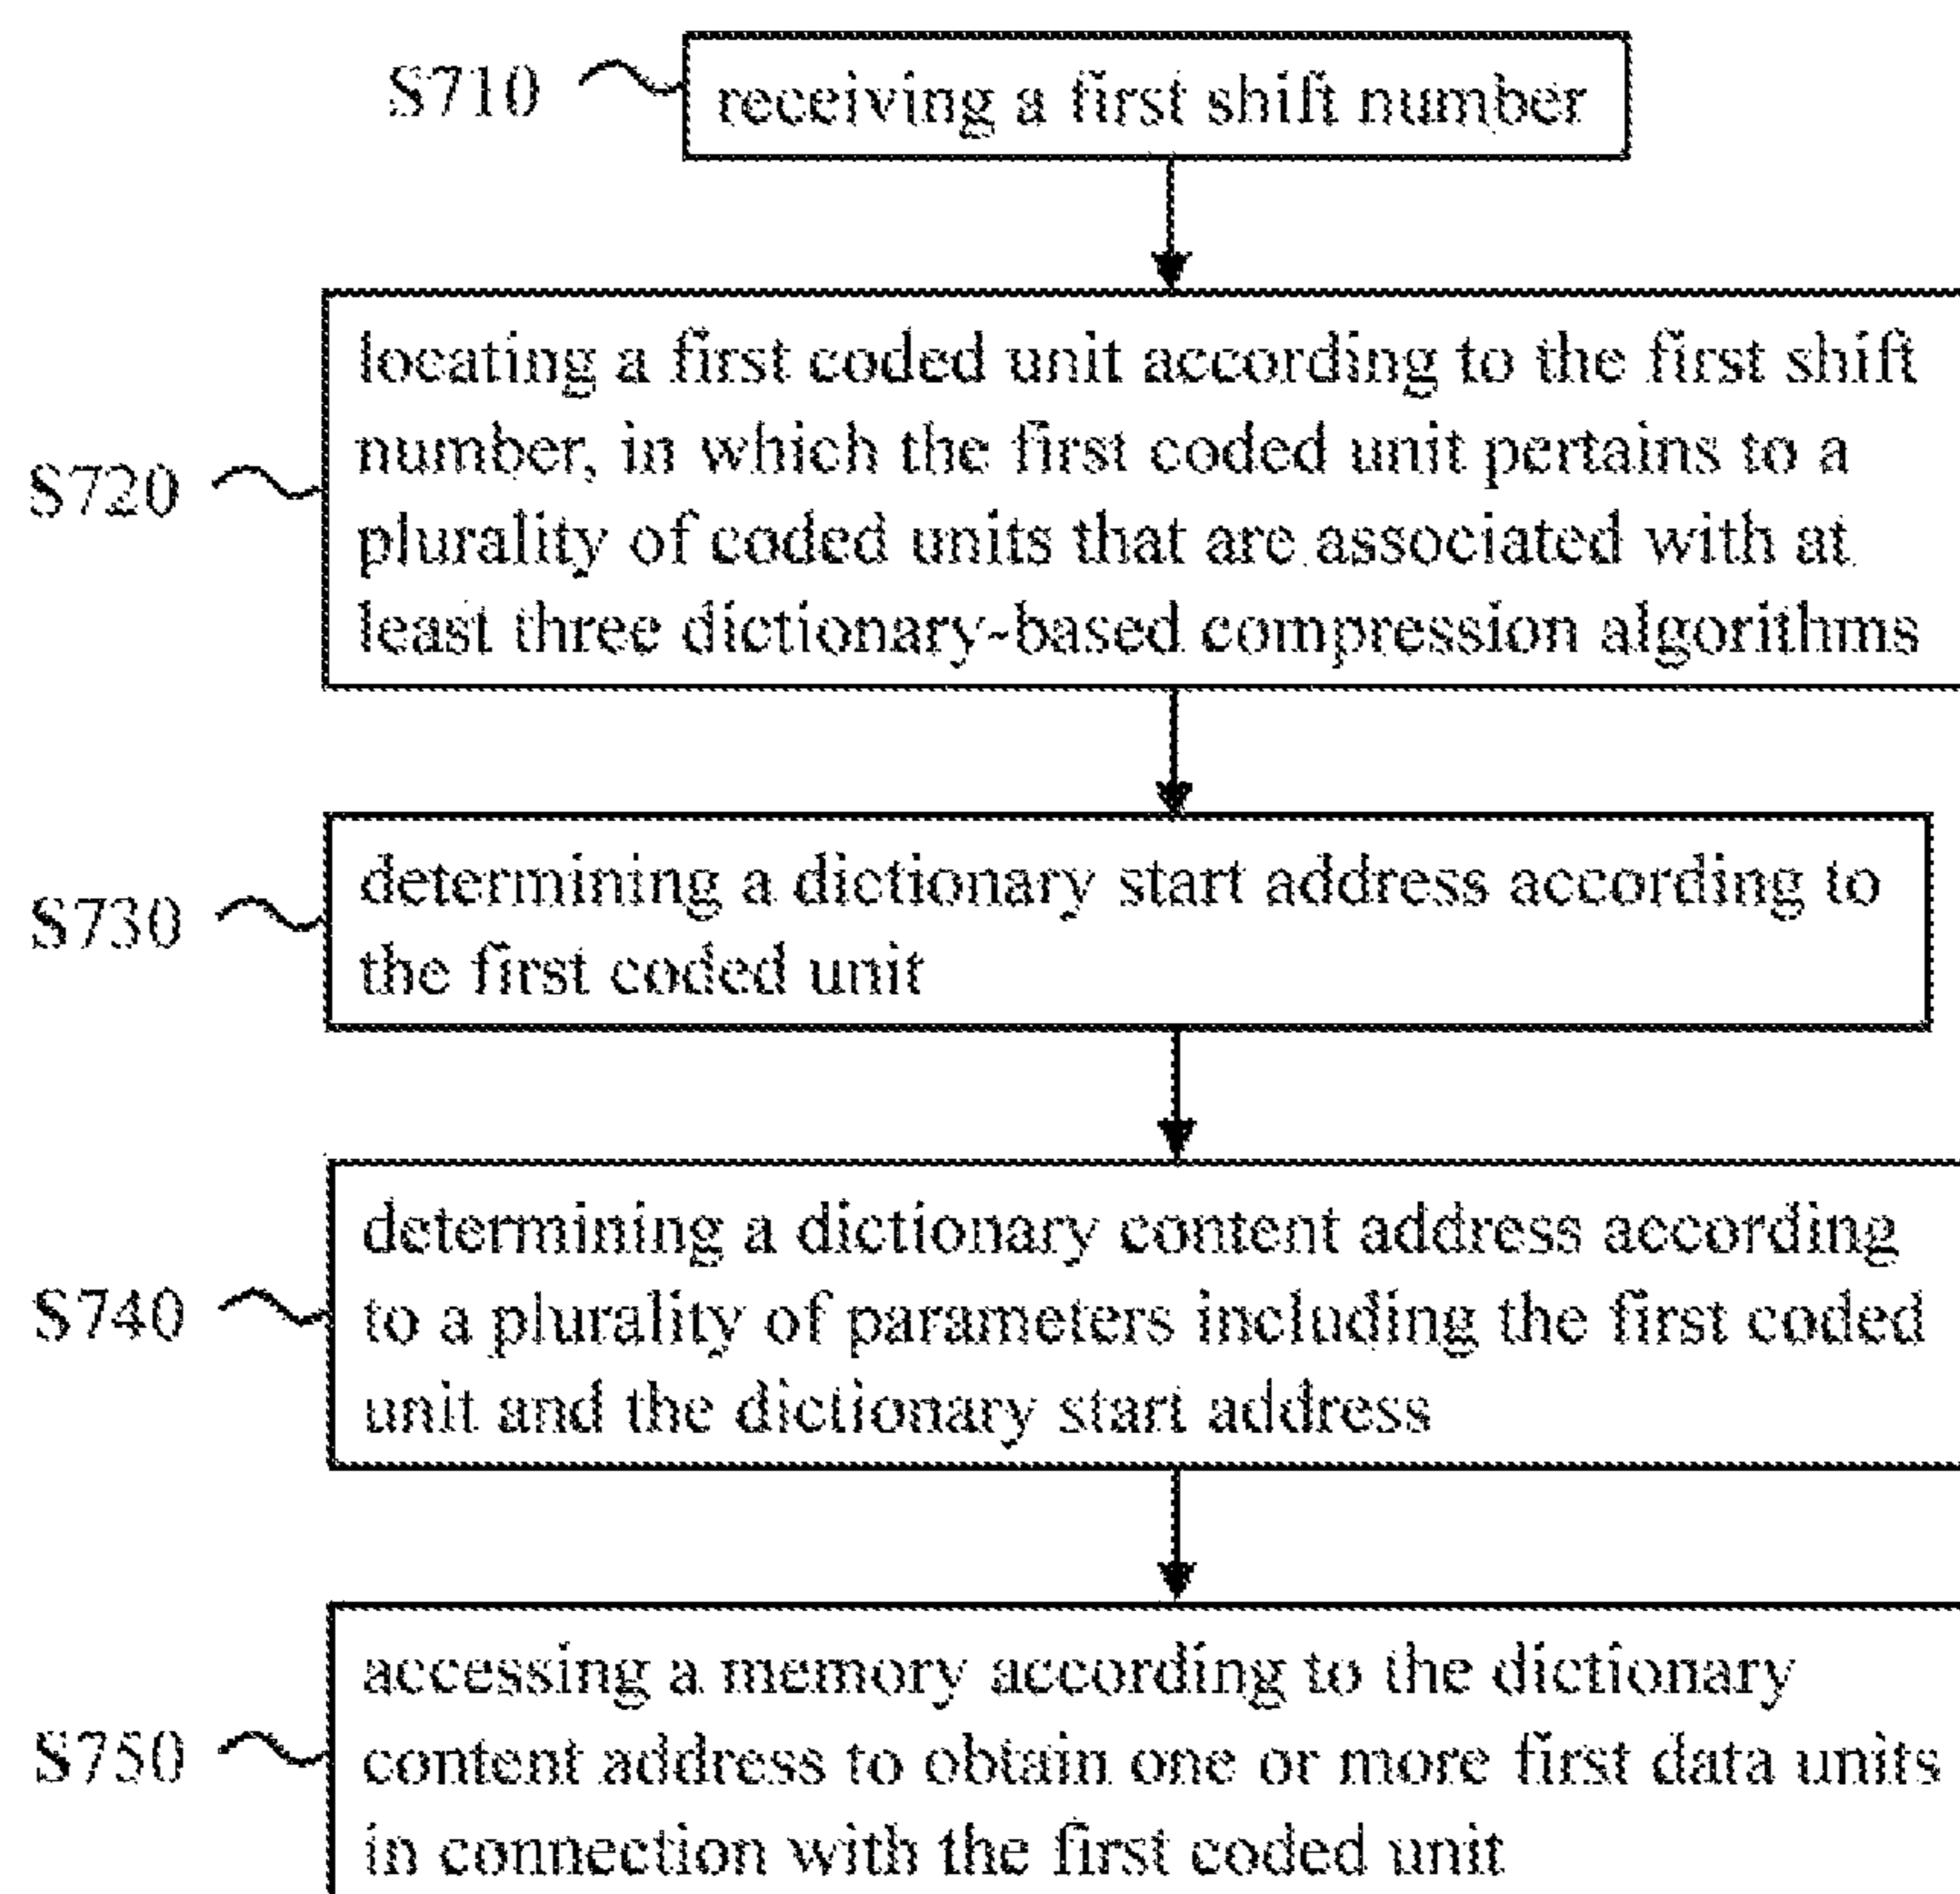 S710
receiving a first shift number
locating a first coded unit according to the first shift
number, in which the first coded unit pertains to a
S720
plurality of coded units that are associated with at
least three dictionary-based compression algorithms
determining a dictionary start address according to
S730
the first coded unit
determining a dictionary content address according
S740
to a plurality of parameters including the first coded
unit and the dictionary start address
accessing a memory according to the dictionary
S750
content address to obtain one or more first data units
in connection with the first coded unit